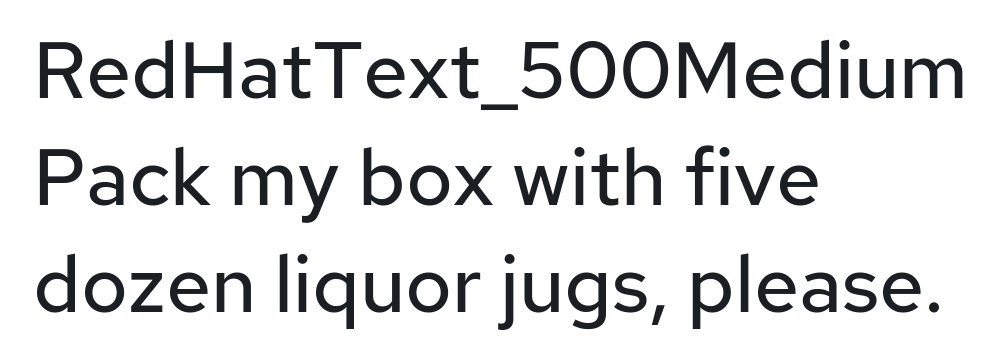 RedHatText_500Medium
Pack my box with five
dozen liquor jugs, please.